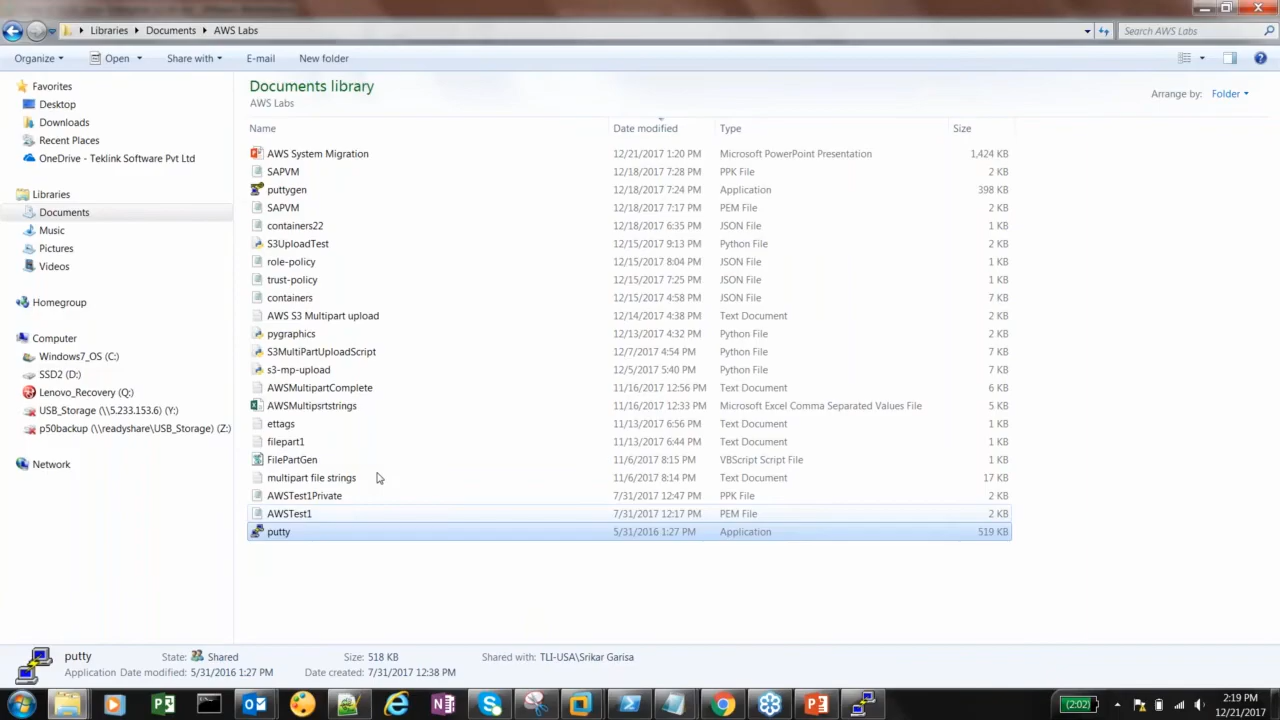 Libraries Documents AWS Labs Search AWS Labs
Organize Open Share with E-mail New folder
Favorites
Desktop
Downloads
Recent Places
OneDrive - Teklink Software Pvt Ltd
Libraries
Documents
Music
Pictures
Videos
Homegroup
Computer
Windows7_OS (C:)
SSD2 (D:)
Lenovo_Recovery (Q:)
USB_Storage (\\5.233.153.6) (Y:)
p50backup (\\readyshare\USB_Storage) (Z:)
Network
Documents library
AWS Labs
Arrange by: Folder
Name Date modified Type Size
AWS System Migration 12/21/2017 1:20 PM Microsoft PowerPoint Presentation 1,424 KB
SAPVM 12/18/2017 7:28 PM PPK File 2 KB
puttygen 12/18/2017 7:24 PM Application 398 KB
SAPVM 12/18/2017 7:17 PM PEM File 2 KB
containers22 12/18/2017 6:35 PM JSON File 1 KB
S3UploadTest 12/15/2017 9:13 PM Python File 2 KB
role-policy 12/15/2017 8:04 PM JSON File 1 KB
trust-policy 12/15/2017 7:25 PM JSON File 1 KB
containers 12/15/2017 4:58 PM JSON File 7 KB
AWS S3 Multipart upload 12/14/2017 4:38 PM Text Document 2 KB
pygraphics 12/13/2017 4:32 PM Python File 2 KB
S3MultiPartUploadScript 12/7/2017 4:54 PM Python File 7 KB
s3-mp-upload 12/5/2017 5:40 PM Python File 7 KB
AWSMultipartComplete 11/16/2017 12:56 PM Text Document 6 KB
AWSMultipsrtstrings 11/16/2017 12:33 PM Microsoft Excel Comma Separated Values File 5 KB
ettags 11/13/2017 6:56 PM Text Document 2 KB
filepart1 11/13/2017 6:44 PM Text Document 2 KB
FilePartGen 11/6/2017 8:15 PM VBScript Script File 1 KB
multipart file strings 11/6/2017 8:14 PM Text Document 17 KB
AWSTest1Private 7/31/2017 12:47 PM PPK File 2 KB
AWSTest1 7/31/2017 12:17 PM PEM File 2 KB
putty 5/31/2016 1:27 PM Application 519 KB
putty State: Shared Size: 518 KB Shared with: TLI-USA\Srikar Garisa
Application Date modified: 5/31/2016 1:27 PM Date created: 7/31/2017 12:38 PM
(2:02) 2:19 PM
12/21/2017